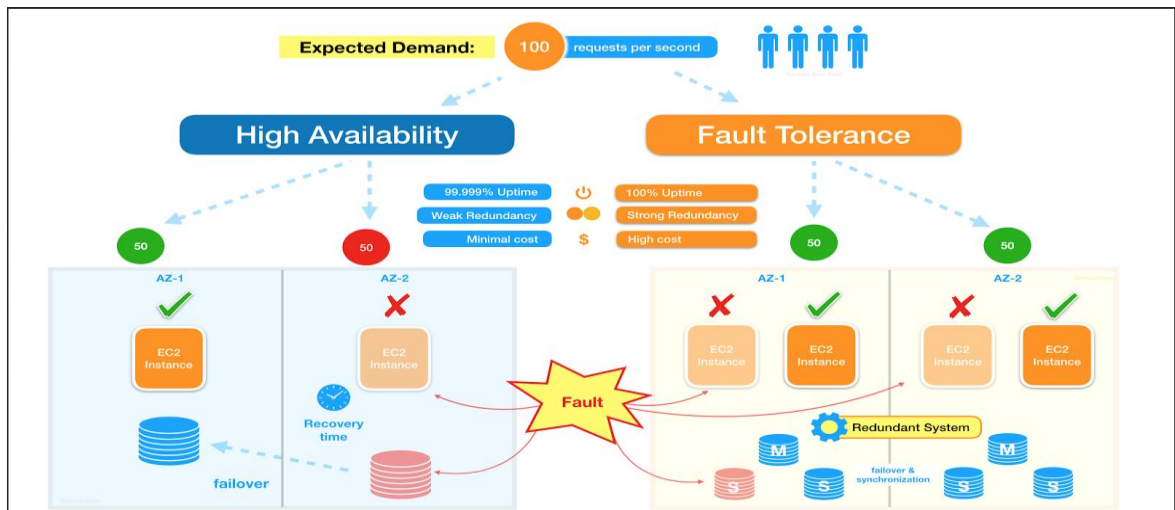 Expected Demand:
100
requests per second
High Availability
Fault Tolerance
99.999% Uptime
100% Uptime
Weak Redundancy
Strong Redundancy
Minimal cost
$
High cost
50
50
50
50
AZ-1
AZ-2
AZ-1
AZ-2
EC2
Instance
EC2
Instance
EC2
Instance
EC2
Instance
EC2
Instance
EC2
Instance
Fault
Recovery
time
Redundant System
M
M
failover
failover &
synchronization
S
S
S
S